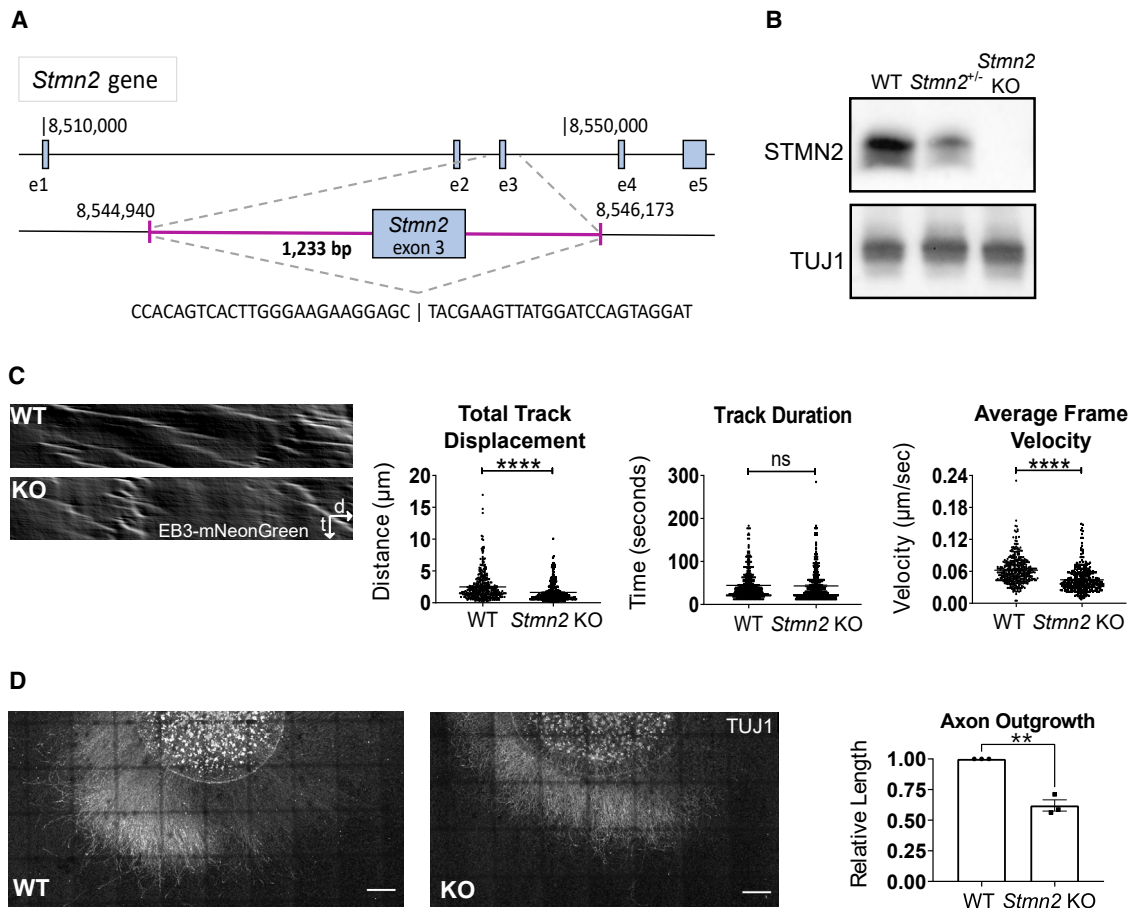 A
Stmn2 gene
|8,510,000
|8,550,000
e1
e2
e3
e4
e5
8,544,940
8,546,173
Stmn2
exon 3
1,233 bp
CCACAGTCACTTGGGAAGAAGGAGC | TACGAAGTTATGGATCCAGTAGGAT
B
WT Stmn2+/- Stmn2 KO
STMN2
TUJ1
C
WT
KO
EB3-mNeonGreen
d
t
Total Track
Displacement
****
Distance (µm)
20
15
10
5
0
WT Stmn2 KO
Track Duration
ns
Time (seconds)
300
200
100
0
WT Stmn2 KO
Average Frame
Velocity
****
Velocity (µm/sec)
0.24
0.18
0.12
0.06
0.00
WT Stmn2 KO
D
WT
TUJ1
KO
Axon Outgrowth
**
Relative Length
1.00
0.75
0.50
0.25
0.00
WT Stmn2 KO